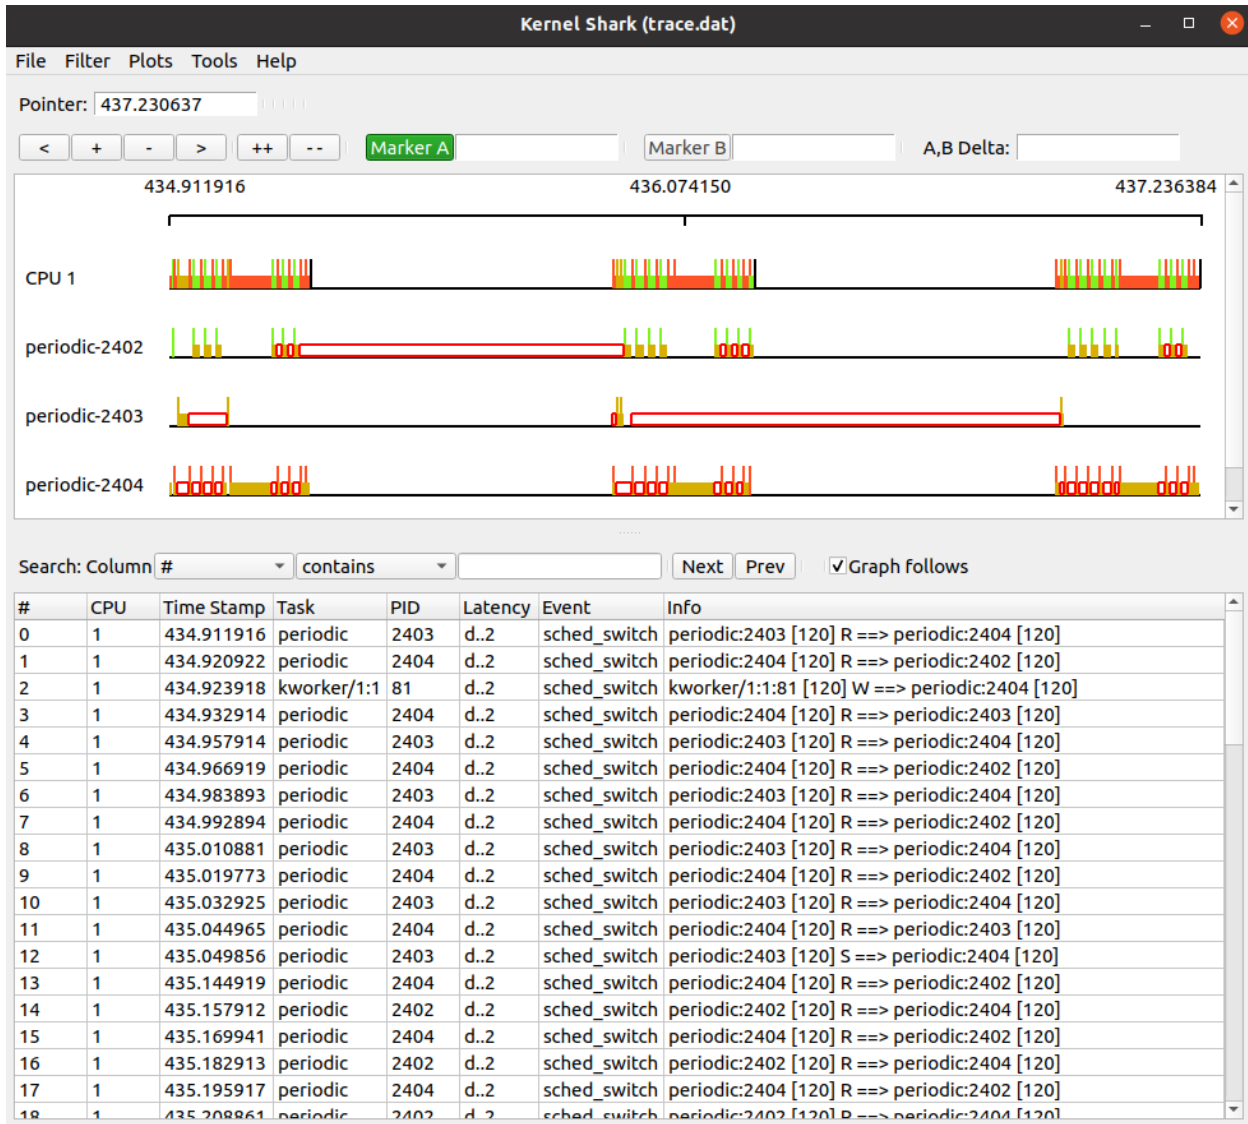 Kernel Shark (trace.dat)
File Filter Plots Tools Help
Pointer: 437.230637
< + - > ++ -- Marker A Marker B A,B Delta:
434.911916 436.074150 437.236384
CPU 1
periodic-2402
periodic-2403
periodic-2404
Search: Column # contains Next Prev Graph follows
# CPU Time Stamp Task PID Latency Event Info
0 1 434.911916 periodic 2403 d..2 sched_switch periodic:2403 [120] R ==> periodic:2404 [120]
1 1 434.920922 periodic 2404 d..2 sched_switch periodic:2404 [120] R ==> periodic:2402 [120]
2 1 434.923918 kworker/1:1 81 d..2 sched_switch kworker/1:1:81 [120] W ==> periodic:2404 [120]
3 1 434.932914 periodic 2404 d..2 sched_switch periodic:2404 [120] R ==> periodic:2403 [120]
4 1 434.957914 periodic 2403 d..2 sched_switch periodic:2403 [120] R ==> periodic:2404 [120]
5 1 434.966919 periodic 2404 d..2 sched_switch periodic:2404 [120] R ==> periodic:2402 [120]
6 1 434.983893 periodic 2403 d..2 sched_switch periodic:2403 [120] R ==> periodic:2404 [120]
7 1 434.992894 periodic 2404 d..2 sched_switch periodic:2404 [120] R ==> periodic:2402 [120]
8 1 435.010881 periodic 2403 d..2 sched_switch periodic:2403 [120] R ==> periodic:2404 [120]
9 1 435.019773 periodic 2404 d..2 sched_switch periodic:2404 [120] R ==> periodic:2402 [120]
10 1 435.032925 periodic 2403 d..2 sched_switch periodic:2403 [120] R ==> periodic:2404 [120]
11 1 435.044965 periodic 2404 d..2 sched_switch periodic:2404 [120] R ==> periodic:2403 [120]
12 1 435.049856 periodic 2403 d..2 sched_switch periodic:2403 [120] S ==> periodic:2404 [120]
13 1 435.144919 periodic 2404 d..2 sched_switch periodic:2404 [120] R ==> periodic:2402 [120]
14 1 435.157912 periodic 2402 d..2 sched_switch periodic:2402 [120] R ==> periodic:2404 [120]
15 1 435.169941 periodic 2404 d..2 sched_switch periodic:2404 [120] R ==> periodic:2402 [120]
16 1 435.182913 periodic 2402 d..2 sched_switch periodic:2402 [120] R ==> periodic:2404 [120]
17 1 435.195917 periodic 2404 d..2 sched_switch periodic:2404 [120] R ==> periodic:2402 [120]
18 1 435.208861 periodic 2402 d..2 sched_switch periodic:2402 [120] R ==> periodic:2404 [120]